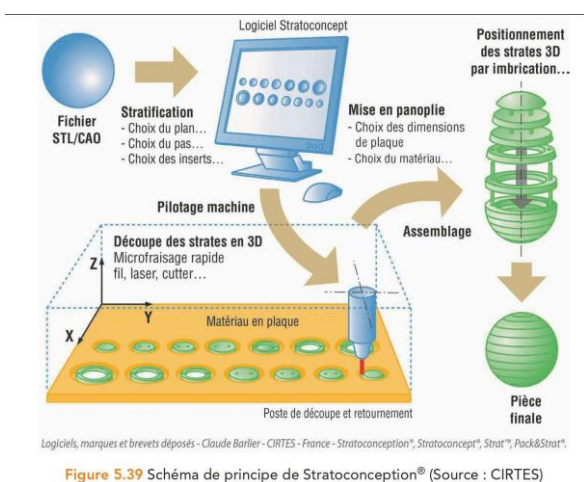 Logiciel Stratoconcept
Fichier
STL/CAO
Stratification
- Choix du plan…
- Choix du pas…
- Choix des inserts…
Mise en panoplie
- Choix des dimensions
de plaque
- Choix du matériau…
Positionnement
des strates 3D
par imbrication…
Pilotage machine
Assemblage
Découpe des strates en 3D
Microfraisage rapide
fil, laser, cutter…
Z
Y
X
Matériau en plaque
Poste de découpe et retournement
Pièce
finale
Logiciels, marques et brevets déposés - Claude Barlier - CIRTES - France - Stratoconception®, Stratoconcept®, Strat'™, Pack&Strat®.
Figure 5.39 Schéma de principe de Stratoconception® (Source : CIRTES)